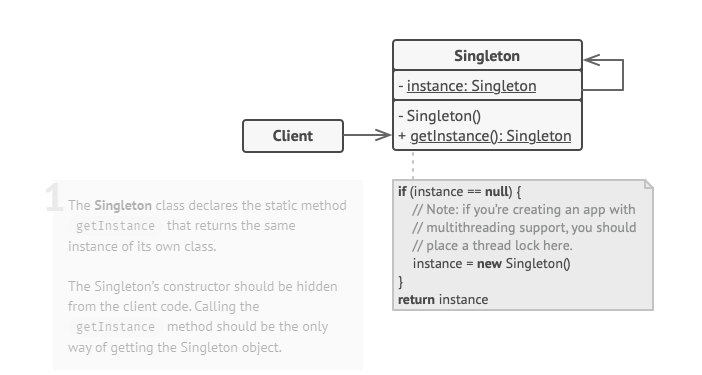 Singleton
- instance: Singleton
- Singleton()
+ getInstance(): Singleton
Client
1
The Singleton class declares the static method
getInstance that returns the same
instance of its own class.
The Singleton's constructor should be hidden
from the client code. Calling the
getInstance method should be the only
way of getting the Singleton object.
if (instance == null) {
// Note: if you're creating an app with
// multithreading support, you should
// place a thread lock here.
instance = new Singleton()
}
return instance